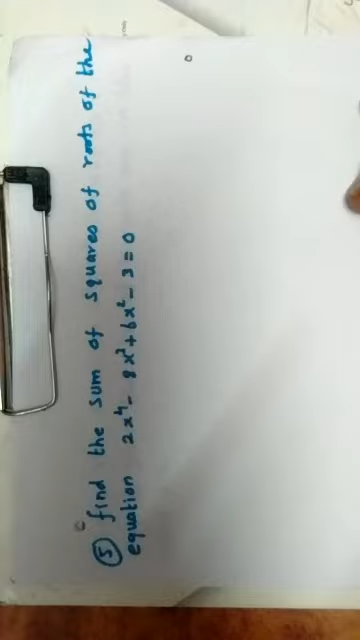 ⑤ find the sum of squares of roots of the
equation 2x⁴ - 8x³ + 6x² - 3 = 0